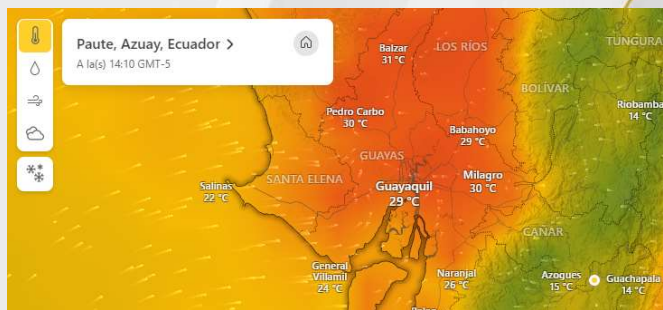 Paute, Azuay, Ecuador >
A la(s) 14:10 GMT-5
Balzar
31 °C
LOS RÍOS
TUNGURA
BOLÍVAR
Riobamba
14 °C
Pedro Carbo
30 °C
Babahoyo
29 °C
GUAYAS
SANTA ELENA
Salinas
22 °C
Guayaquil
29 °C
Milagro
30 °C
CAÑAR
General
Villamil
24 °C
Naranjal
26 °C
Azogues
15 °C
Guachapala
14 °C